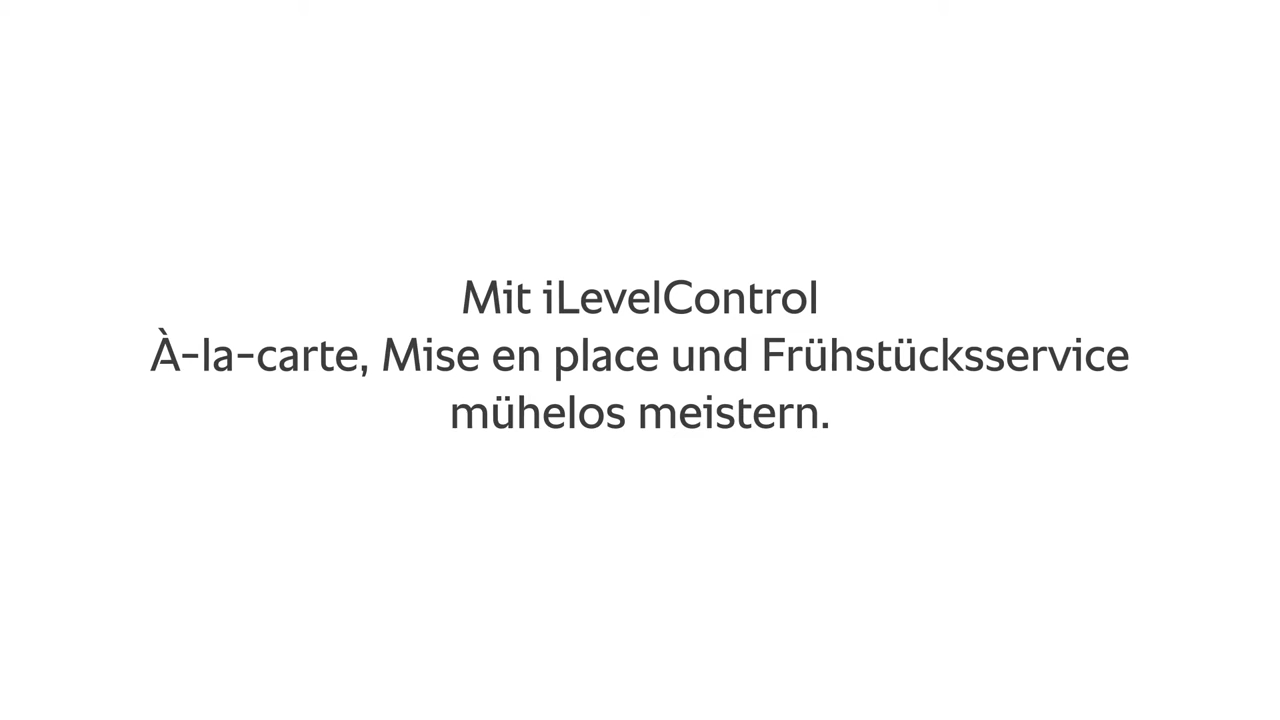 Mit iLevelControl
À-la-carte, Mise en place und Frühstücksservice
mühelos meistern.